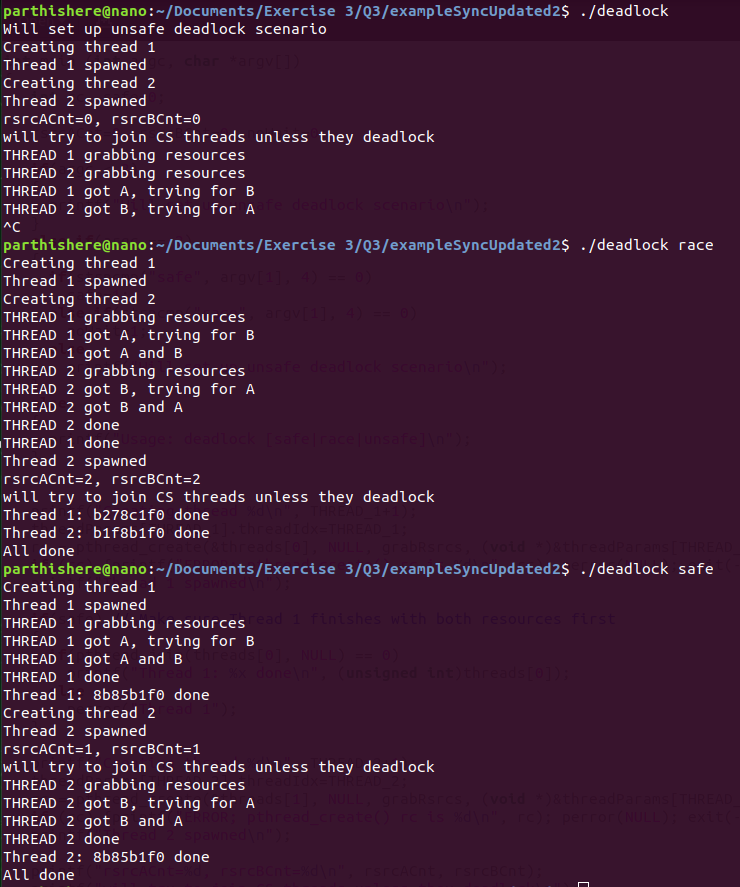 parthishere@nano:~/Documents/Exercise 3/Q3/exampleSyncUpdated2$ ./deadlock
Will set up unsafe deadlock scenario
Creating thread 1
Thread 1 spawned
Creating thread 2
Thread 2 spawned
rsrcACnt=0, rsrcBCnt=0
will try to join CS threads unless they deadlock
THREAD 1 grabbing resources
THREAD 2 grabbing resources
THREAD 1 got A, trying for B
THREAD 2 got B, trying for A
^C
parthishere@nano:~/Documents/Exercise 3/Q3/exampleSyncUpdated2$ ./deadlock race
Creating thread 1
Thread 1 spawned
Creating thread 2
THREAD 1 grabbing resources
THREAD 1 got A, trying for B
THREAD 1 got A and B
THREAD 2 grabbing resources
THREAD 2 got B, trying for A
THREAD 2 got B and A
THREAD 2 done
THREAD 1 done
Thread 2 spawned
rsrcACnt=2, rsrcBCnt=2
will try to join CS threads unless they deadlock
Thread 1: b278c1f0 done
Thread 2: b1f8b1f0 done
All done
parthishere@nano:~/Documents/Exercise 3/Q3/exampleSyncUpdated2$ ./deadlock safe
Creating thread 1
Thread 1 spawned
THREAD 1 grabbing resources
THREAD 1 got A, trying for B
THREAD 1 got A and B
THREAD 1 done
Thread 1: 8b85b1f0 done
Creating thread 2
Thread 2 spawned
rsrcACnt=1, rsrcBCnt=1
will try to join CS threads unless they deadlock
THREAD 2 grabbing resources
THREAD 2 got B, trying for A
THREAD 2 got B and A
THREAD 2 done
Thread 2: 8b85b1f0 done
All done